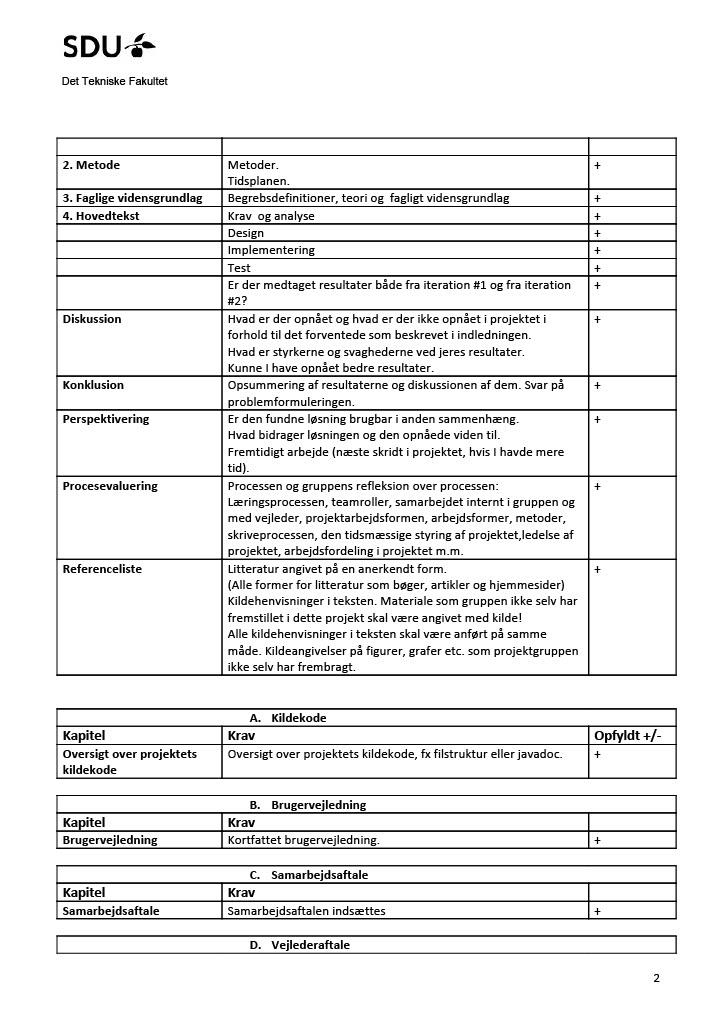 SDU
Det Tekniske Fakultet
2. Metode Metoder. +
Tidsplanen.
3. Faglige vidensgrundlag Begrebsdefinitioner, teori og fagligt vidensgrundlag +
4. Hovedtekst Krav og analyse +
Design +
Implementering +
Test +
Er der medtaget resultater både fra iteration #1 og fra iteration +
#2?
Diskussion Hvad er der opnået og hvad er der ikke opnået i projektet i +
forhold til det forventede som beskrevet i indledningen.
Hvad er styrkerne og svaghederne ved jeres resultater.
Kunne I have opnået bedre resultater.
Konklusion Opsummering af resultaterne og diskussionen af dem. Svar på +
problemformuleringen.
Perspektivering Er den fundne løsning brugbar i anden sammenhæng. +
Hvad bidrager løsningen og den opnåede viden til.
Fremtidigt arbejde (næste skridt i projektet, hvis I havde mere
tid).
Procesevaluering Processen og gruppens refleksion over processen: +
Læringsprocessen, teamroller, samarbejdet internt i gruppen og
med vejleder, projektarbejdsformen, arbejdsformer, metoder,
skriveprocessen, den tidsmæssige styring af projektet,ledelse af
projektet, arbejdsfordeling i projektet m.m.
Referenceliste Litteratur angivet på en anerkendt form. +
(Alle former for litteratur som bøger, artikler og hjemmesider)
Kildehenvisninger i teksten. Materiale som gruppen ikke selv har
fremstillet i dette projekt skal være angivet med kilde!
Alle kildehenvisninger i teksten skal være anført på samme
måde. Kildeangivelser på figurer, grafer etc. som projektgruppen
ikke selv har frembragt.
A. Kildekode
Kapitel Krav Opfyldt +/-
Oversigt over projektets Oversigt over projektets kildekode, fx filstruktur eller javadoc. +
kildekode
B. Brugervejledning
Kapitel Krav
Brugervejledning Kortfattet brugervejledning. +
C. Samarbejdsaftale
Kapitel Krav
Samarbejdsaftale Samarbejdsaftalen indsættes +
D. Vejlederaftale
2